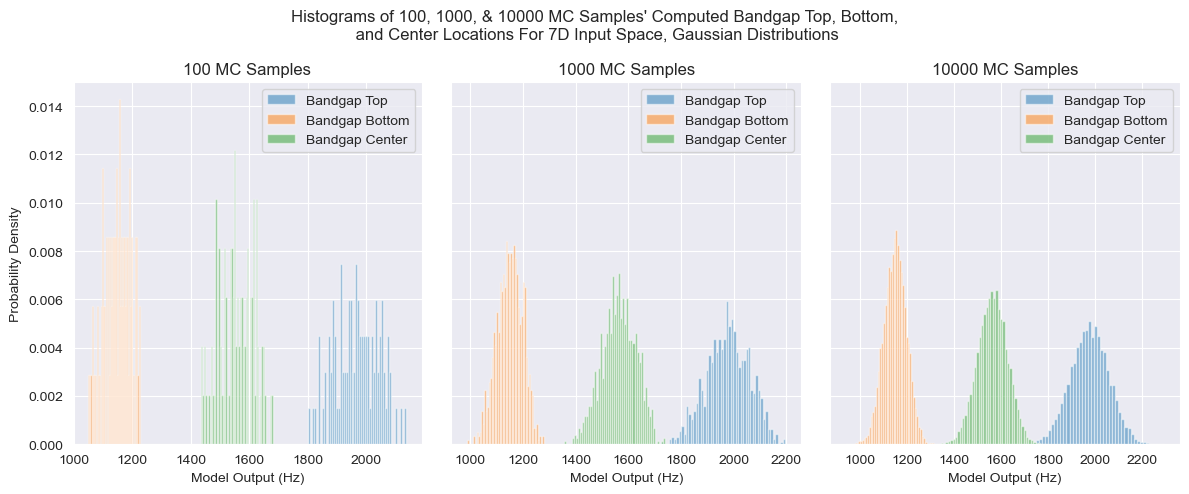 Histograms of 100, 1000, & 10000 MC Samples' Computed Bandgap Top, Bottom,
and Center Locations For 7D Input Space, Gaussian Distributions
100 MC Samples
Bandgap Top
Bandgap Bottom
Bandgap Center
Probability Density
0.014
0.012
0.010
0.008
0.006
0.004
0.002
0.000
1000 1200 1400 1600 1800 2000
Model Output (Hz)
1000 MC Samples
Bandgap Top
Bandgap Bottom
Bandgap Center
1000 1200 1400 1600 1800 2000 2200
Model Output (Hz)
10000 MC Samples
Bandgap Top
Bandgap Bottom
Bandgap Center
1000 1200 1400 1600 1800 2000 2200
Model Output (Hz)